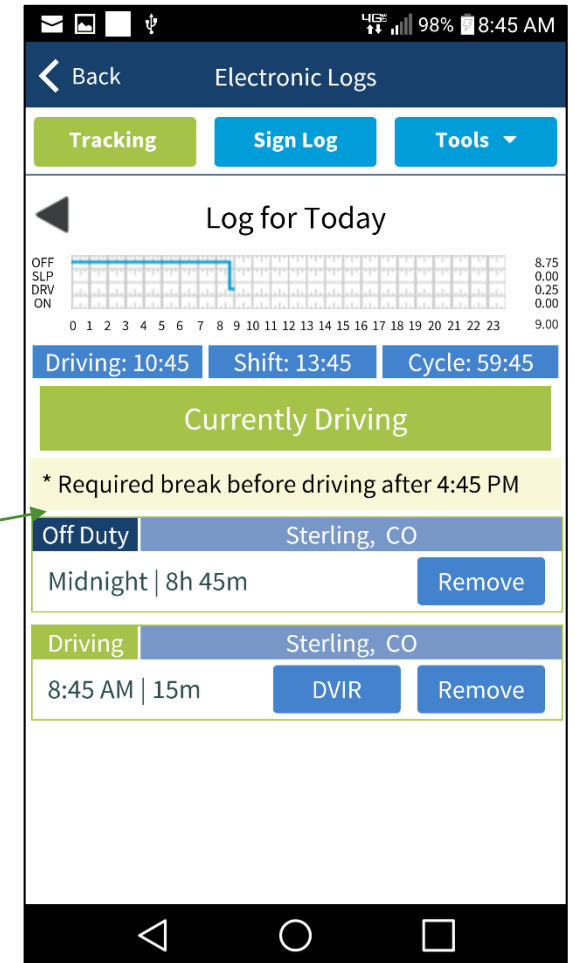 4G LTE 98% 8:45 AM
Back Electronic Logs
Tracking Sign Log Tools
Log for Today
OFF 8.75
SLP 0.00
DRV 0.25
ON 0.00
0 1 2 3 4 5 6 7 8 9 10 11 12 13 14 15 16 17 18 19 20 21 22 23 9.00
Driving: 10:45 Shift: 13:45 Cycle: 59:45
Currently Driving
* Required break before driving after 4:45 PM
Off Duty Sterling, CO
Midnight | 8h 45m Remove
Driving Sterling, CO
8:45 AM | 15m DVIR Remove